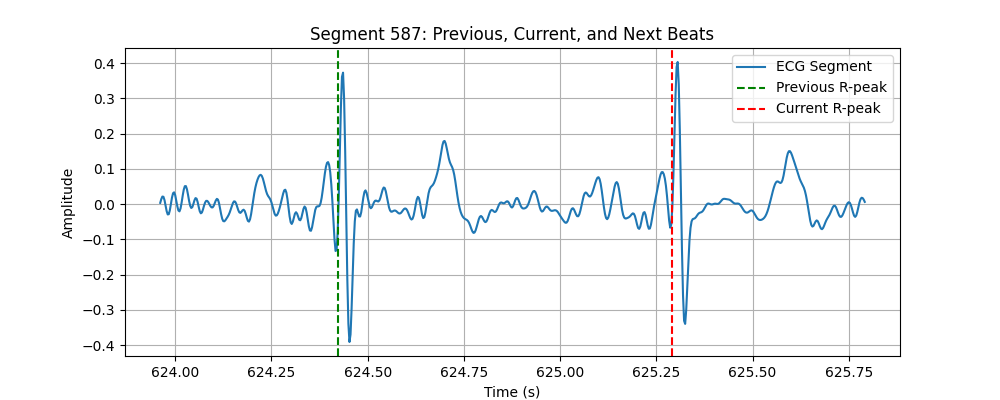 Segment 587: Previous, Current, and Next Beats
ECG Segment
Previous R-peak
Current R-peak
Amplitude
0.4
0.3
0.2
0.1
0.0
−0.1
−0.2
−0.3
−0.4
624.00 624.25 624.50 624.75 625.00 625.25 625.50 625.75
Time (s)